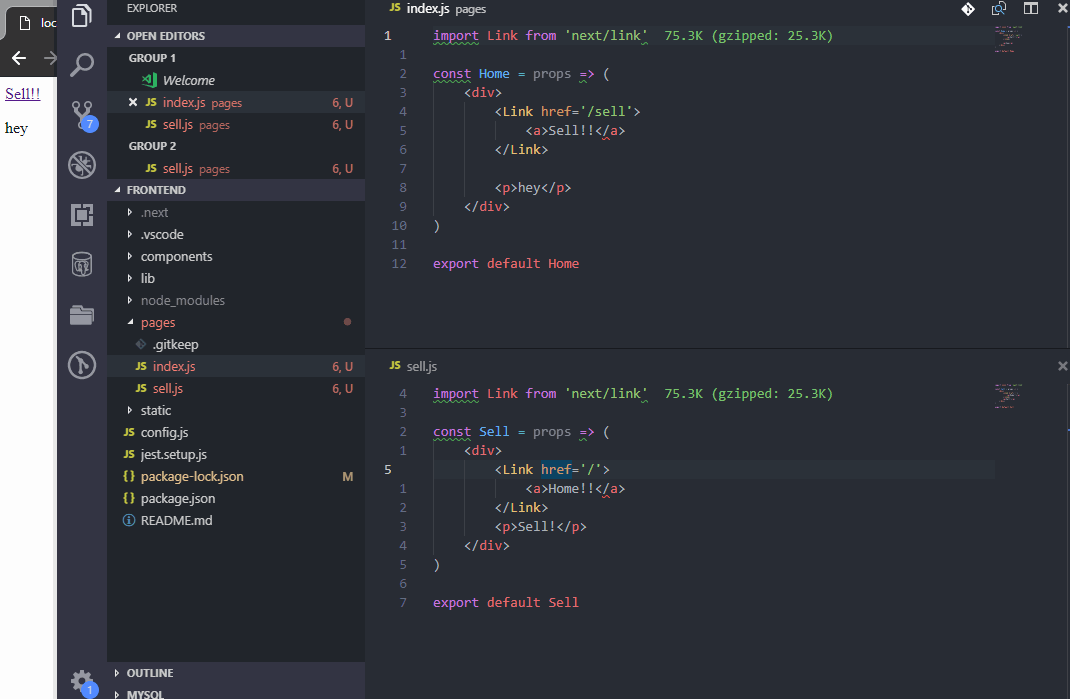 loc
Sell!!
hey
7
1
EXPLORER
OPEN EDITORS
GROUP 1
Welcome
JS index.js pages 6, U
JS sell.js pages 6, U
GROUP 2
JS sell.js pages 6, U
FRONTEND
.next
.vscode
components
lib
node_modules
pages
.gitkeep
JS index.js 6, U
JS sell.js 6, U
static
JS config.js
JS jest.setup.js
{} package-lock.json M
{} package.json
README.md
OUTLINE
MYSQL
JS index.js pages
1 import Link from 'next/link' 75.3K (gzipped: 25.3K)
1
2 const Home = props => (
3 <div>
4 <Link href='/sell'>
5 <a>Sell!!</a>
6 </Link>
7
8 <p>hey</p>
9 </div>
10 )
11
12 export default Home
JS sell.js
4 import Link from 'next/link' 75.3K (gzipped: 25.3K)
3
2 const Sell = props => (
1 <div>
5 <Link href='/'>
1 <a>Home!!</a>
2 </Link>
3 <p>Sell!</p>
4 </div>
5 )
6
7 export default Sell